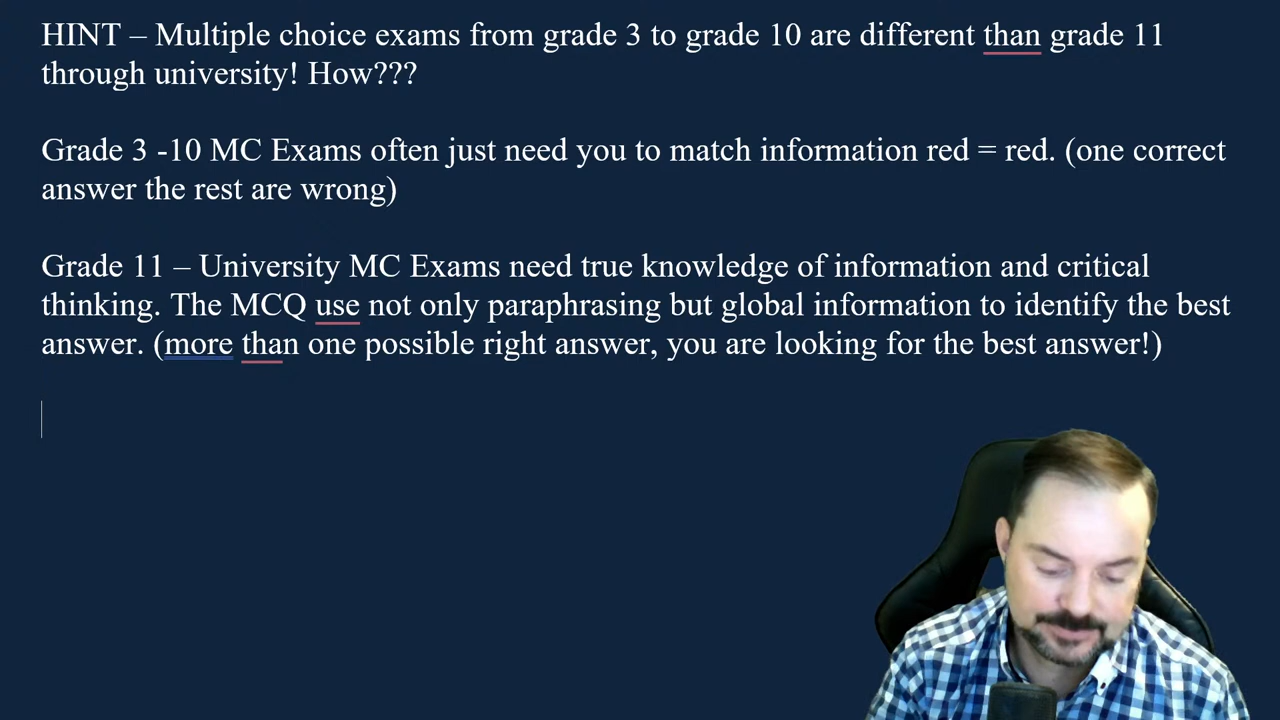 HINT – Multiple choice exams from grade 3 to grade 10 are different than grade 11
through university! How???
Grade 3 -10 MC Exams often just need you to match information red = red. (one correct
answer the rest are wrong)
Grade 11 – University MC Exams need true knowledge of information and critical
thinking. The MCQ use not only paraphrasing but global information to identify the best
answer. (more than one possible right answer, you are looking for the best answer!)